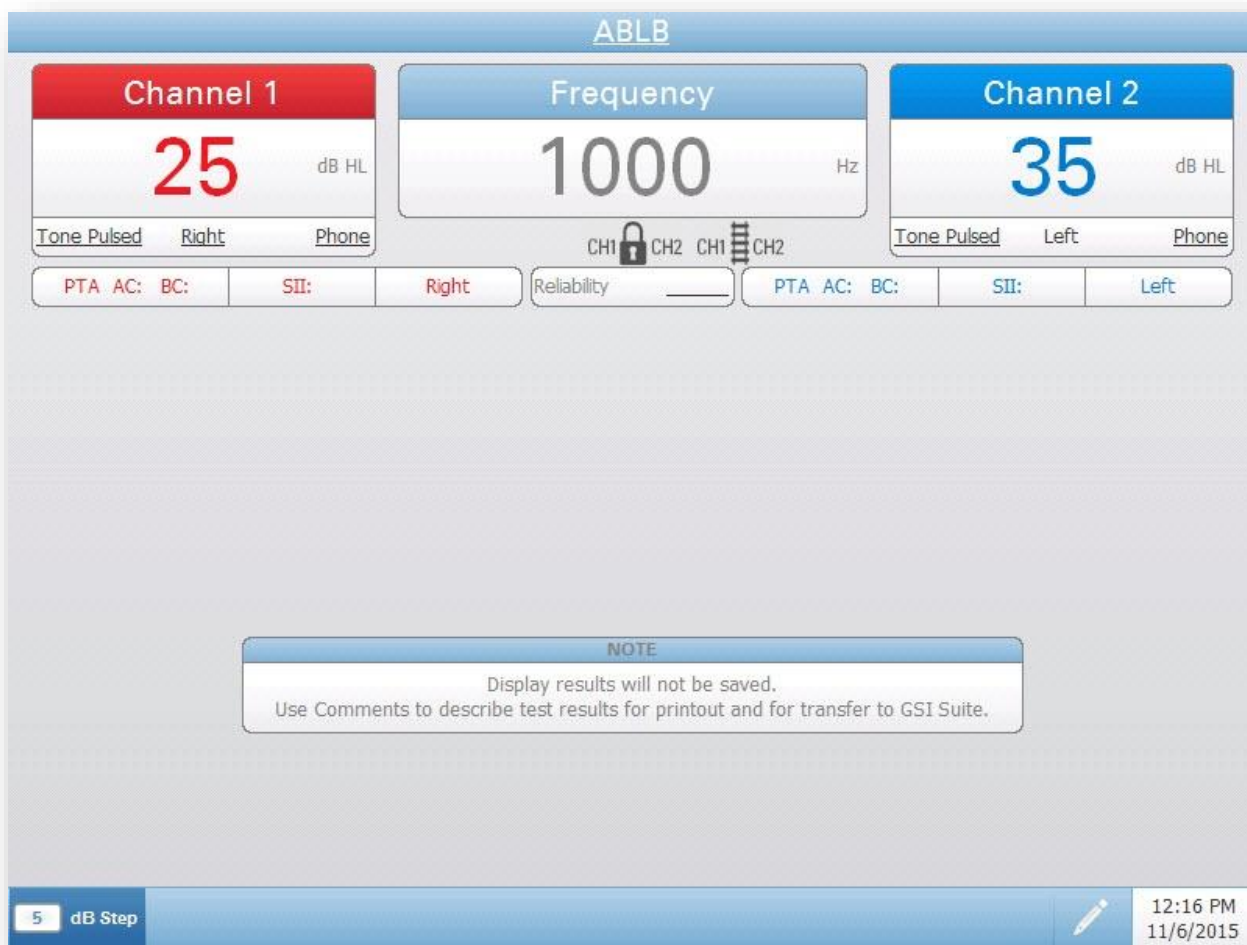 ABLB
Channel 1
25 dB HL
Tone Pulsed Right Phone
Frequency
1000 Hz
CH1 CH2 CH1 CH2
Channel 2
35 dB HL
Tone Pulsed Left Phone
PTA AC: BC: SII: Right
Reliability
PTA AC: BC: SII: Left
NOTE
Display results will not be saved.
Use Comments to describe test results for printout and for transfer to GSI Suite.
5 dB Step
12:16 PM
11/6/2015